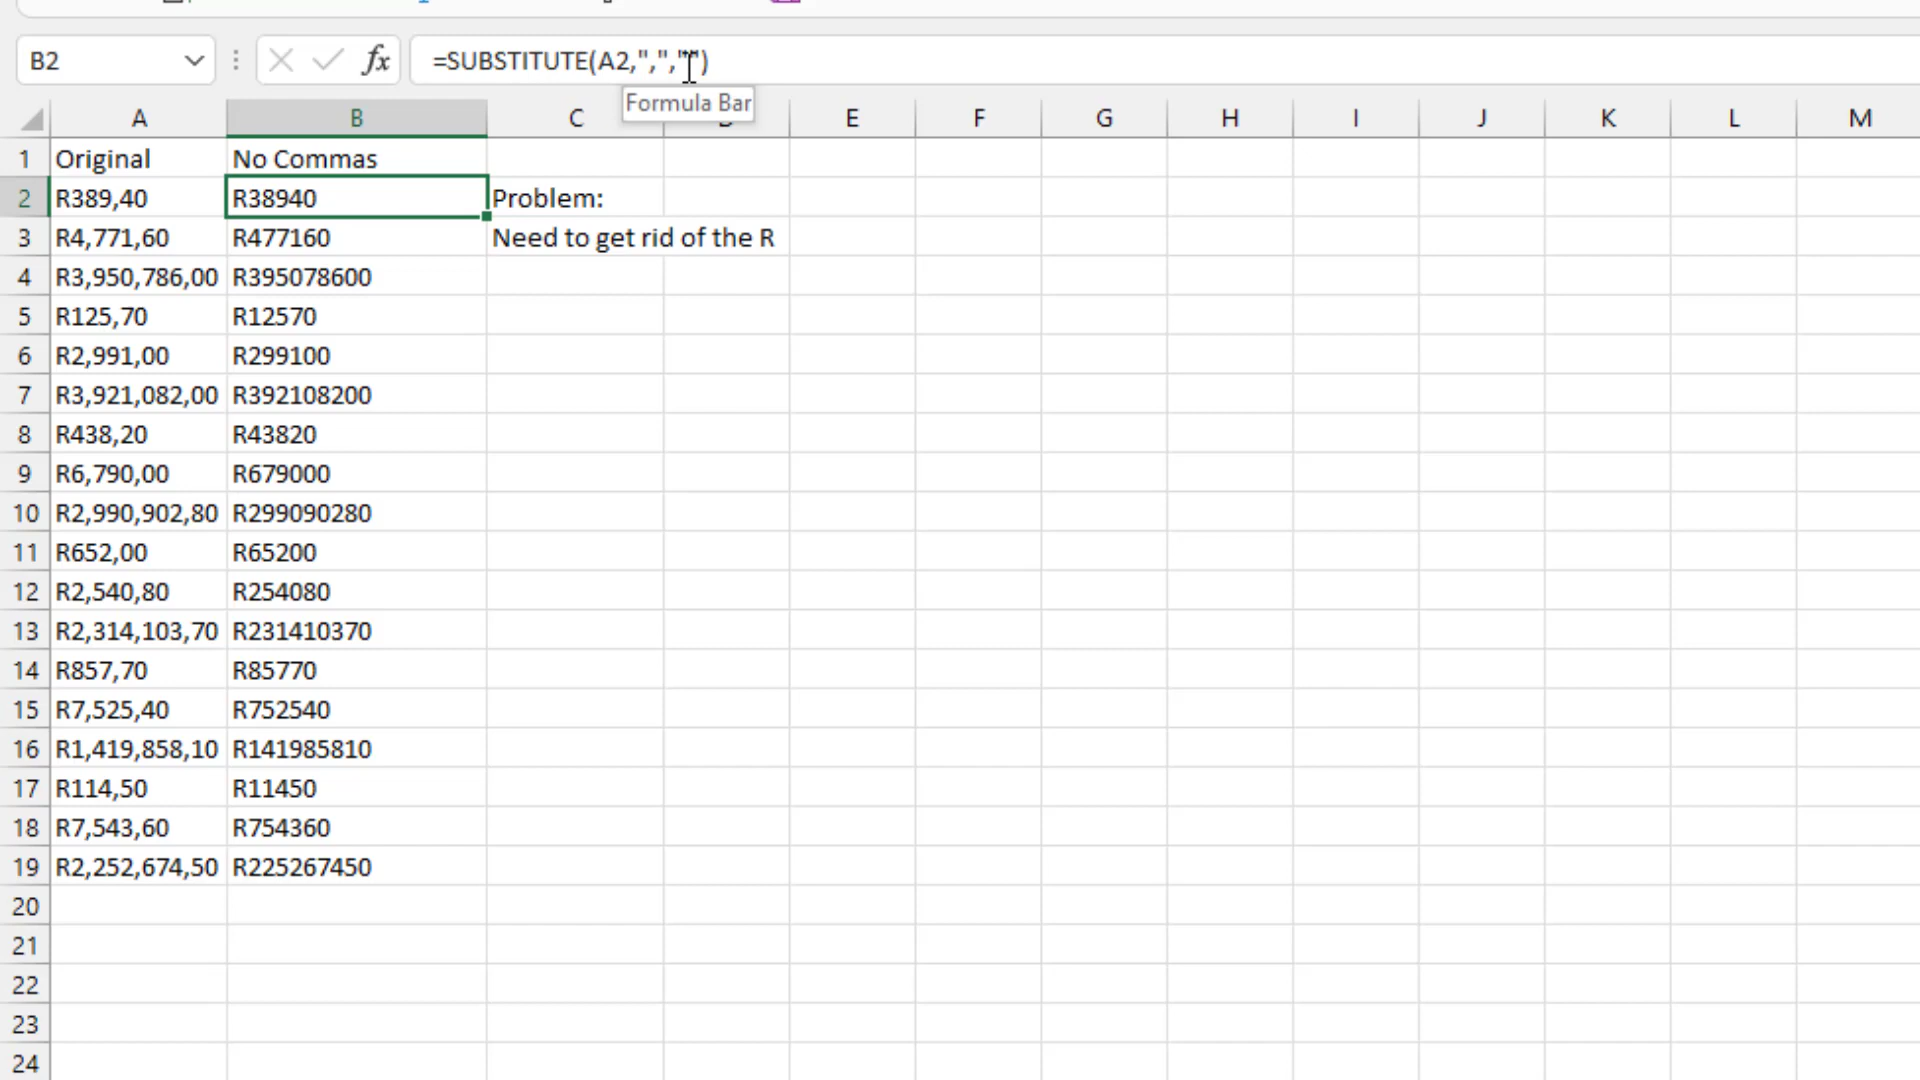 B2 fx =SUBSTITUTE(A2,",","")
Formula Bar
A B C D E F G H I J K L M
1 Original No Commas
2 R389,40 R38940 Problem:
3 R4,771,60 R477160 Need to get rid of the R
4 R3,950,786,00 R395078600
5 R125,70 R12570
6 R2,991,00 R299100
7 R3,921,082,00 R392108200
8 R438,20 R43820
9 R6,790,00 R679000
10 R2,990,902,80 R299090280
11 R652,00 R65200
12 R2,540,80 R254080
13 R2,314,103,70 R231410370
14 R857,70 R85770
15 R7,525,40 R752540
16 R1,419,858,10 R141985810
17 R114,50 R11450
18 R7,543,60 R754360
19 R2,252,674,50 R225267450
20
21
22
23
24